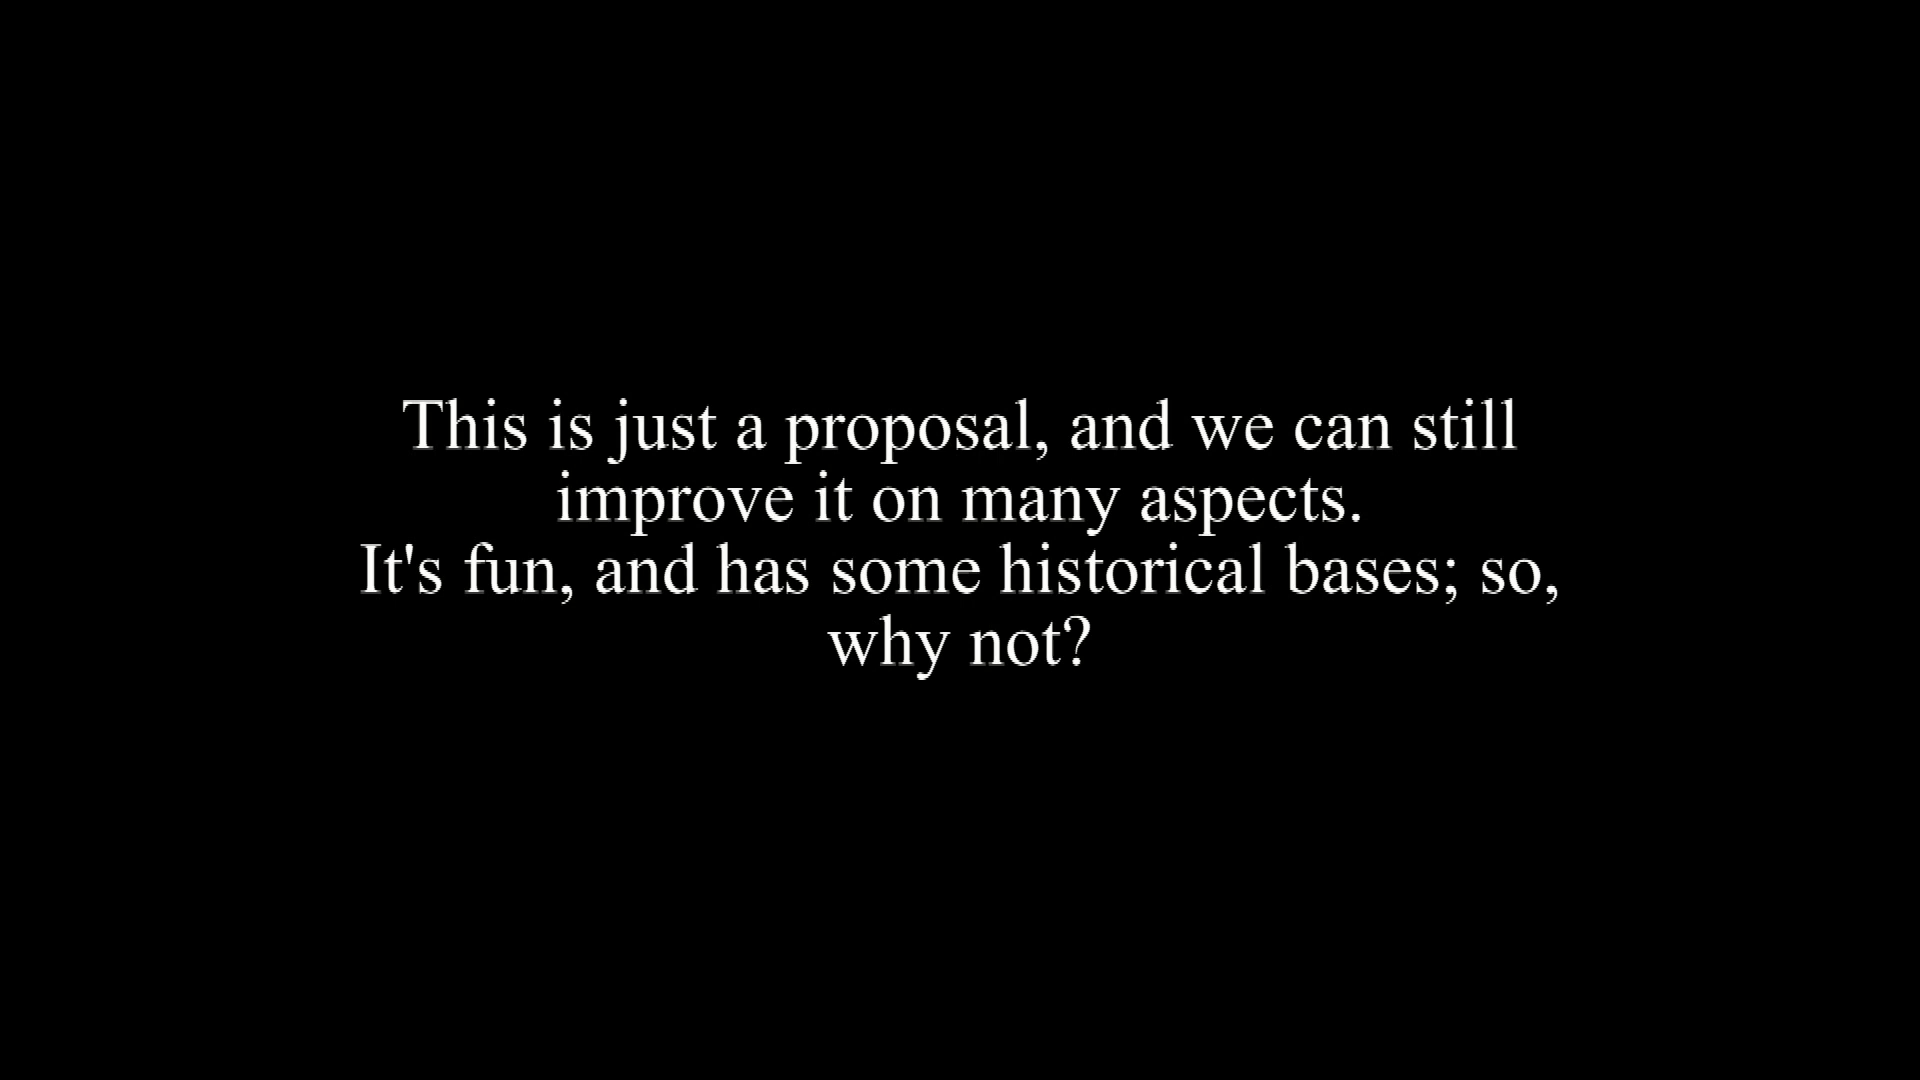 This is just a proposal, and we can still
improve it on many aspects.
It's fun, and has some historical bases; so,
why not?